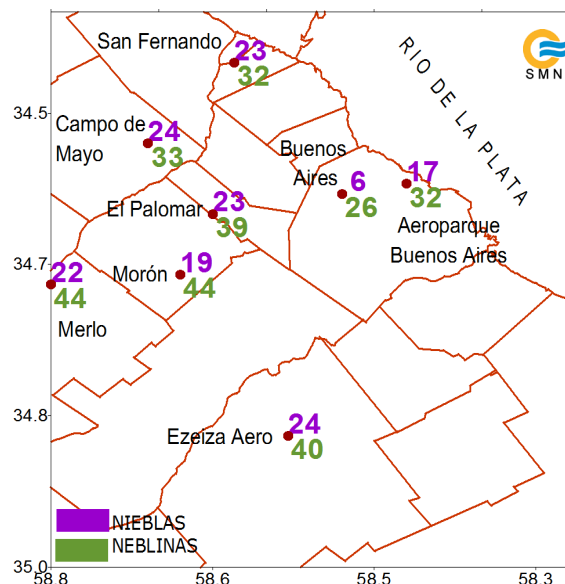 San Fernando
23
32
RIO DE LA PLATA
SMN
34.5
Campo de
Mayo
24
33
Buenos
Aires
6
26
17
32
El Palomar
23
39
Aeroparque
Buenos Aires
34.7
22
44
Merlo
Morón
19
44
34.8
Ezeiza Aero
24
40
NIEBLAS
NEBLINAS
35.0
58.8
58.6
58.5
58.3